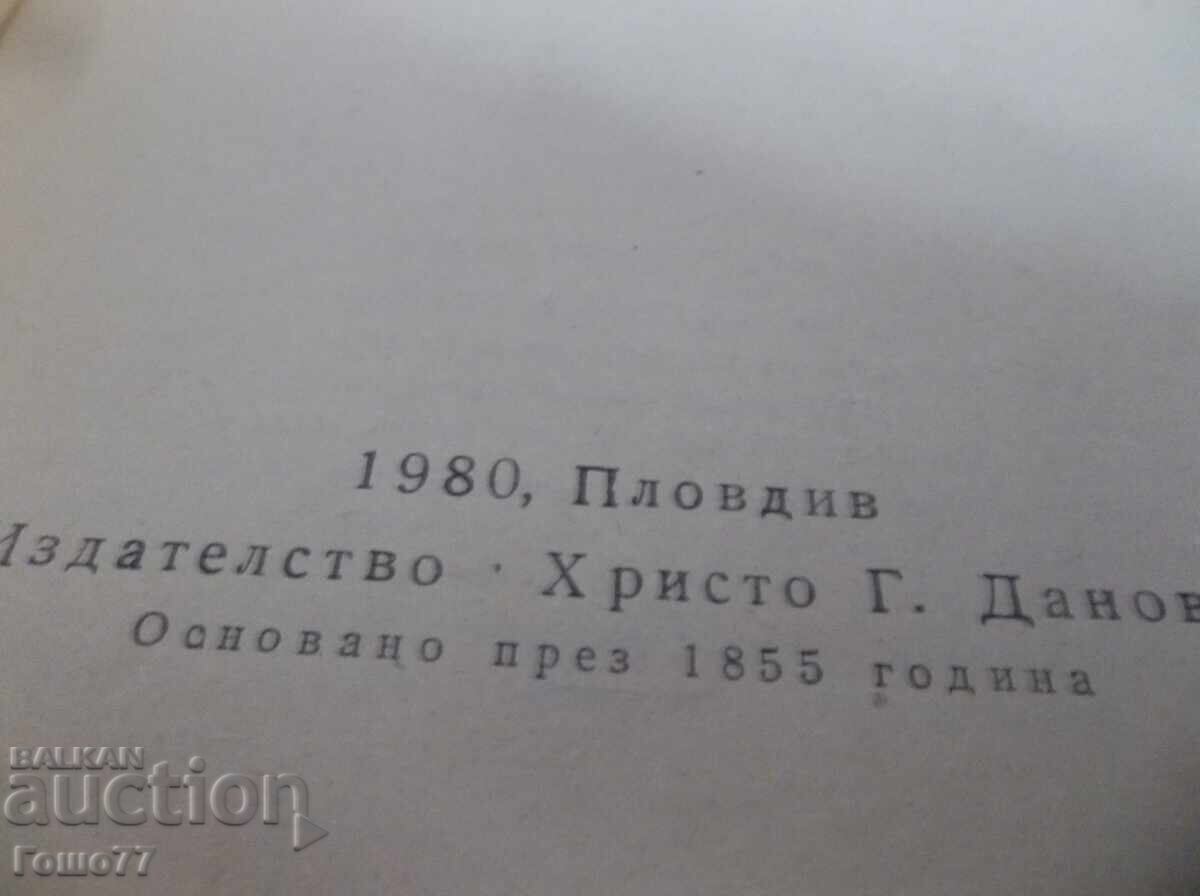 1980, Пловдив
Издателство · Христо Г. Данов
Основано през 1855 година
BALKAN
auction
Гошо77